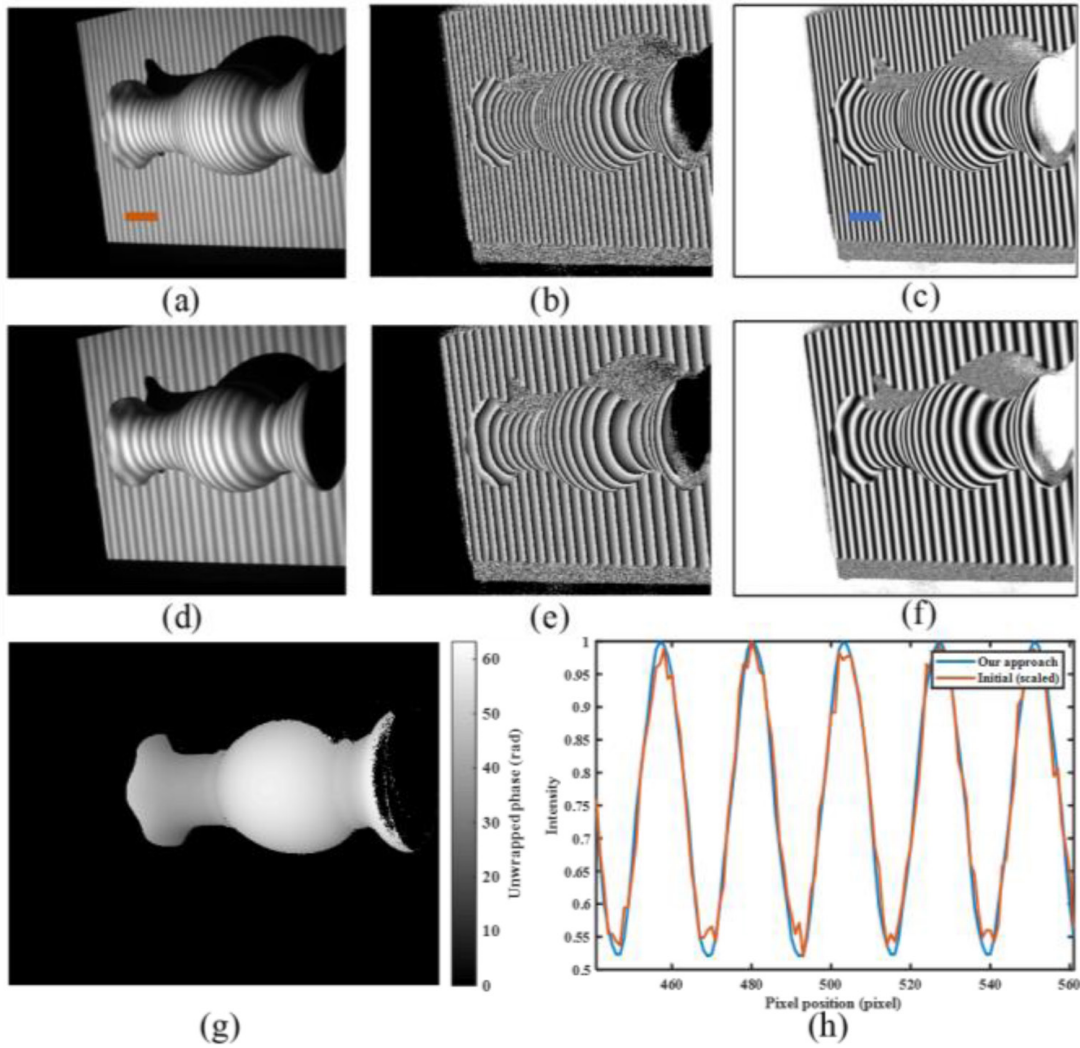 (a)
(b)
(c)
(d)
(e)
(f)
60
50
40
30
20
10
0
Unwrapped phase (rad)
1
0.95
0.9
0.85
0.8
0.75
0.7
0.65
0.6
0.55
0.5
Intensity
Our approach
Initial (scaled)
460
480
500
520
540
560
Pixel position (pixel)
(g)
(h)